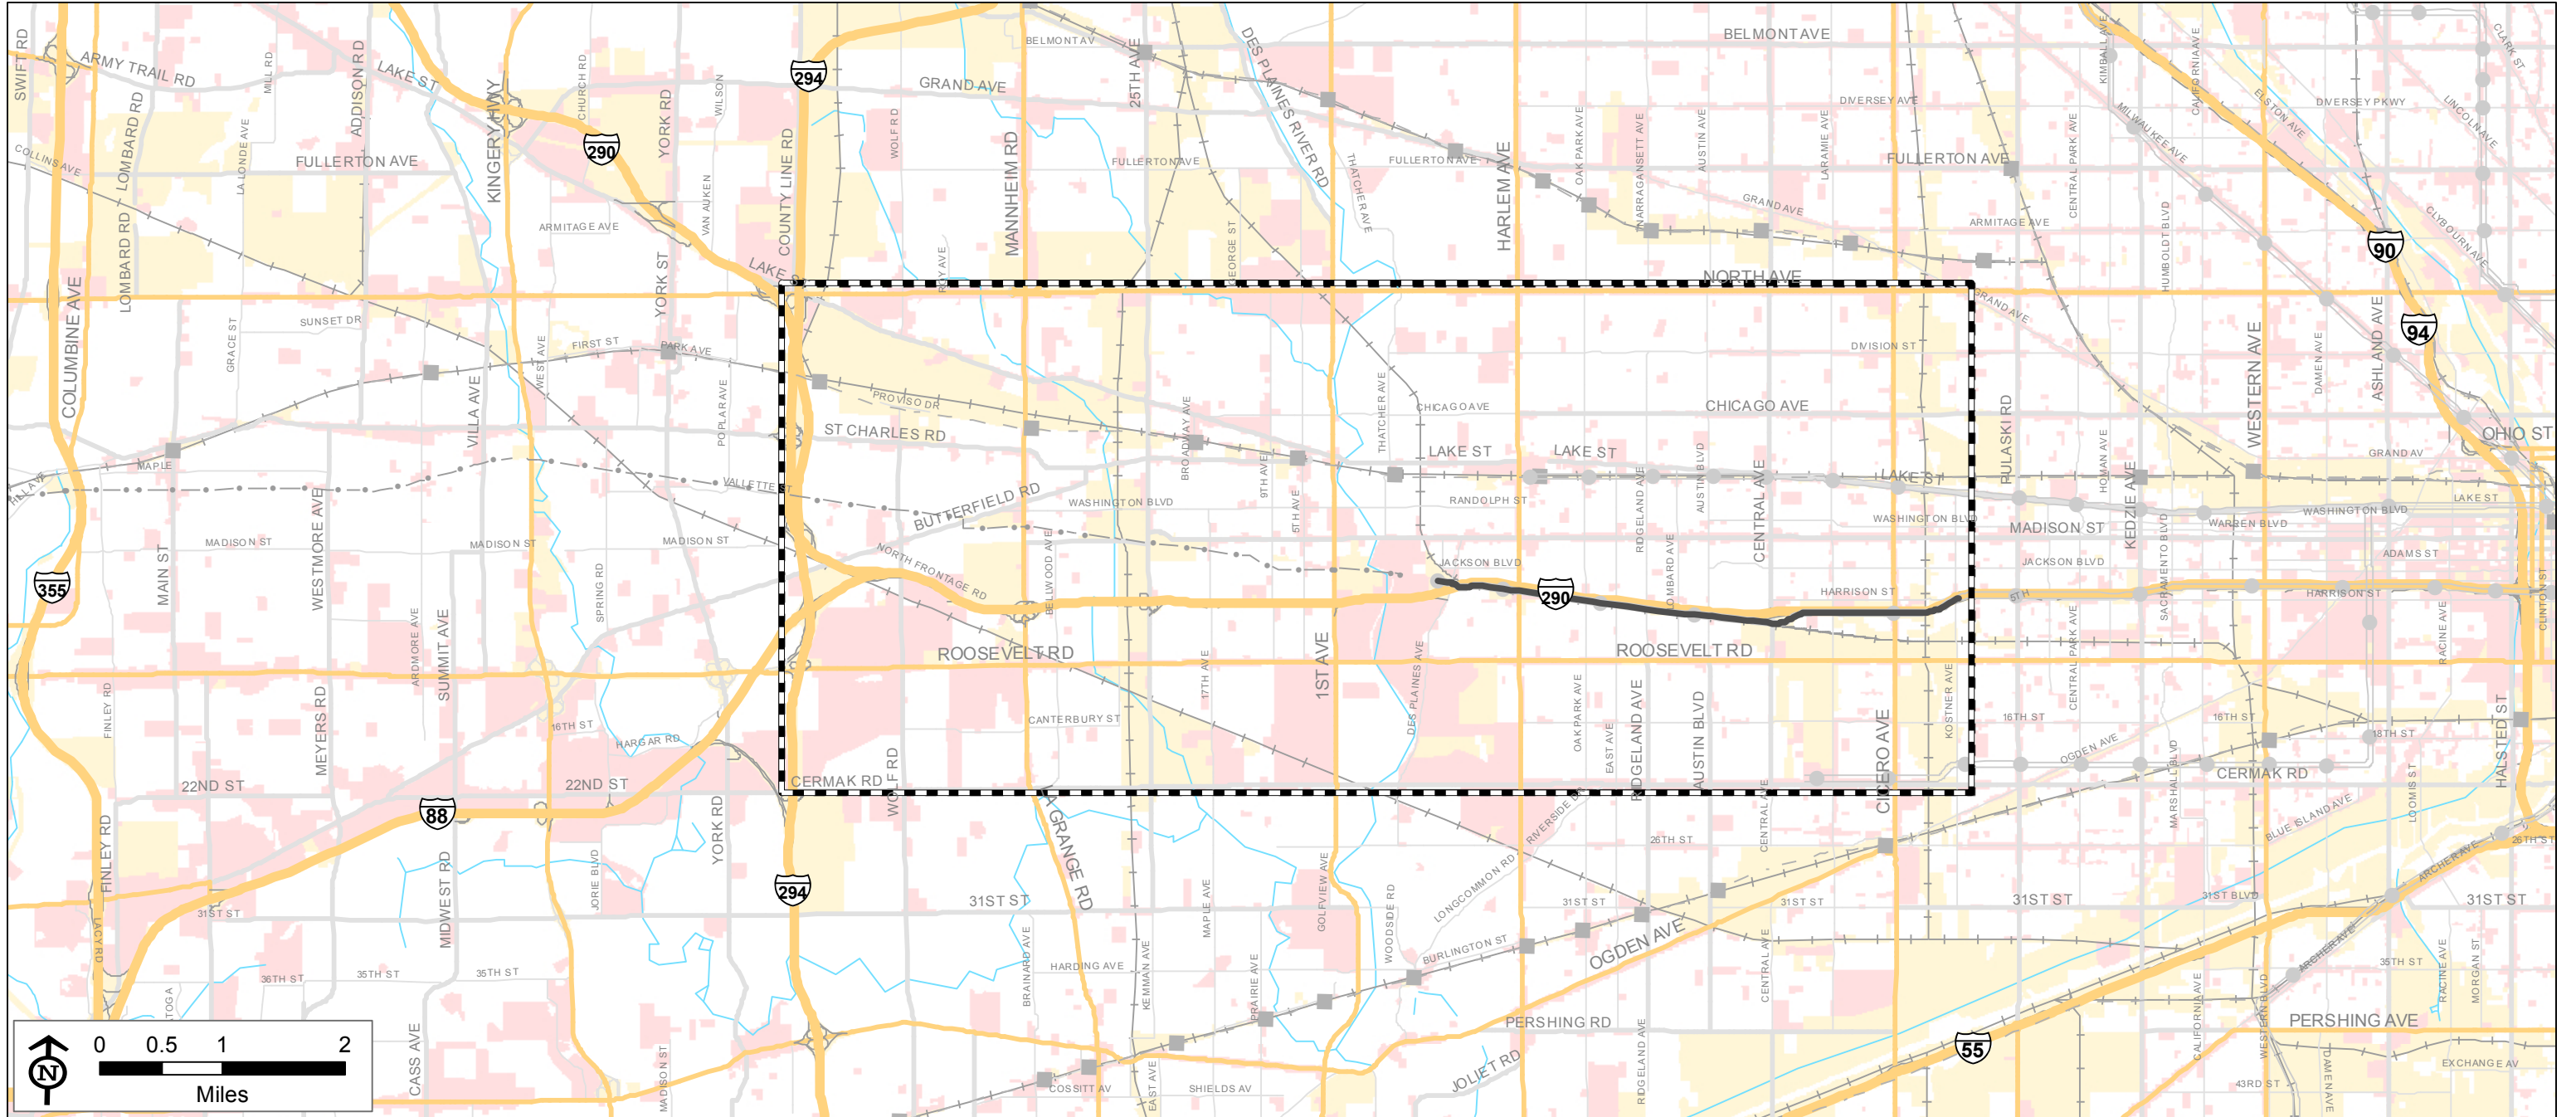 SWIFT RD
ARMY TRAIL RD
MILL RD
ADDISON RD
LAKE ST
KINGERY HWY
CHURCH RD
YORK RD
WILSON
294
GRAND AVE
BELMONT AV
25TH AVE
DES PLAINES RIVER RD
BELMONT AVE
KIMBALL AVE
CALIFORNIA AVE
CLARK ST
COLLINS AVE
LOMBARD RD
LA LONDE AVE
FULLERTON AVE
290
COUNTY LINE RD
WOLF RD
MANNHEIM RD
FULLERTON AVE
THATCHER AVE
FULLERTON AVE
HARLEM AVE
OAK PARK AVE
NARRAGANSETT AVE
AUSTIN AVE
DIVERSEY AVE
LARAMIE AVE
FULLERTON AVE
CENTRAL PARK AVE
MILWAUKEE AVE
ELSTON AVE
DIVERSEY PKWY
LINCOLN AVE
LOMBARD RD
ARMITAGE AVE
VAN AUKEN
GEORGE ST
GRAND AVE
ARMITAGE AVE
HUMBOLDT BLVD
CLYBOURN AVE
90
COLUMBINE AVE
YORK ST
LAKE S
NORTH AVE
GRAND AVE
94
GRACE ST
SUNSET DR
WEST AVE
FIRST ST
PARK AVE
DIVISION ST
WESTERN AVE
DAMEN AVE
ASHLAND AVE
VILLA AVE
POPLAR AVE
PROVISO DR
ST CHARLES RD
BROADWAY AVE
THATCHER AVE
CHICAGO AVE
CHICAGO AVE
PULASKI RD
OHIO ST
MAPLE
HILL AVE
VALLETTE ST
BUTTERFIELD RD
WASHINGTON BLVD
9TH AVE
5TH AVE
LAKE ST
LAKE ST
RANDOLPH ST
RIDGELAND AVE
AUSTIN BLVD
CENTRAL AVE
LAKE ST
WASHINGTON BLVD
HOMAN AVE
KEDZIE AVE
GRAND AV
LAKE ST
WASHINGTON BLVD
WARREN BLVD
MADISON ST
355
MAIN ST
MADISON ST
WESTMORE AVE
MADISON ST
MADISON ST
SPRING RD
NORTH FRONTAGE RD
BELLWOOD AVE
JACKSON BLVD
290
HARRISON ST
5TH
JACKSON BLVD
SACRAMENTO BLVD
ADAMS ST
HARRISON ST
CLINTON ST
ARDMORE AVE
SUMMIT AVE
ROOSEVELT RD
17TH AVE
1ST AVE
DES PLAINES AVE
ROOSEVELT RD
CENTRAL PARK AVE
RACINE AVE
FINLEY RD
MEYERS RD
16TH ST
HARGAR RD
CANTERBURY ST
OAK PARK AVE
EAST AVE
RIDGELAND AVE
AUSTIN BLVD
CICERO AVE
KOSTNER AVE
16TH ST
OGDEN AVE
16TH ST
18TH ST
HALSTED ST
22ND ST
22ND ST
YORK RD
CERMAK RD
WOLF RD
CENTRAL AVE
MARSHALL BLVD
CERMAK RD
LOOMIS ST
88
FINLEY RD
MIDWEST RD
JORIE BLVD
294
LA GRANGE RD
MAPLE AVE
GOLFVIEW AVE
WOODSIDE RD
LONGCOMMON RD
RIVERSIDE DR
26TH ST
BLUE ISLAND AVE
ARCHER AVE
26TH ST
LACY RD
31ST ST
31ST ST
31ST ST
31ST ST
31ST ST
31ST BLVD
31ST ST
36TH ST
35TH ST
35TH ST
BRAINARD AVE
HARDING AVE
KEMMAN AVE
PRAIRIE AVE
BURLINGTON ST
OGDEN AVE
CENTRAL AVE
CALIFORNIA AVE
WESTERN BLVD
ARCHER AVE
35TH ST
RACINE AVE
MORGAN ST
TOGA
CASS AVE
MADISON ST
COSSITT AV
EAST AVE
SHIELDS AV
JOLIET RD
PERSHING RD
RIDGELAND AVE
55
PERSHING AVE
43RD ST
DAMEN AVE
EXCHANGE AV
0 0.5 1 2
N
Miles